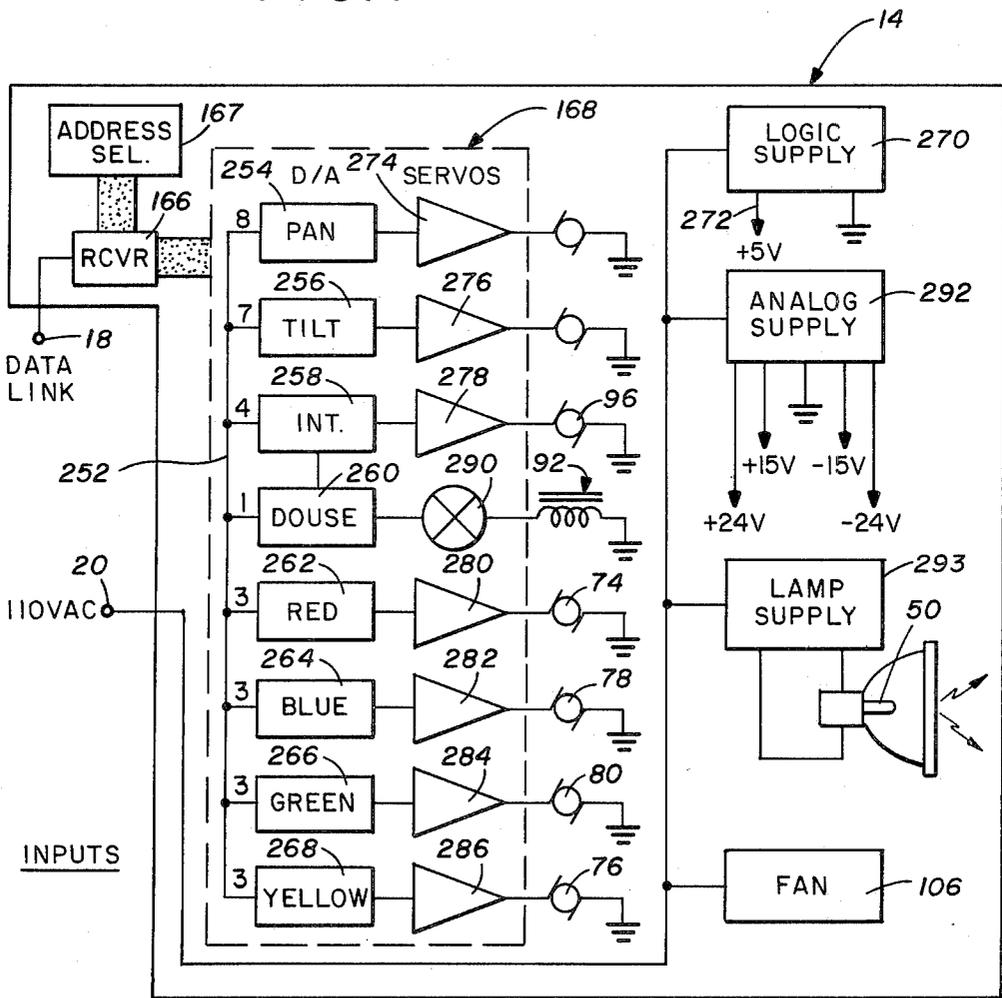 14
ADDRESS
SEL.
167
168
D/A
SERVOS
LOGIC
SUPPLY
270
272
+5V
166
RCVR
254
8
PAN
274
18
DATA
LINK
256
7
TILT
276
ANALOG
SUPPLY
292
+15V
-15V
+24V
-24V
258
4
INT.
278
96
252
260
1
DOUSE
290
92
20
110VAC
262
3
RED
280
74
LAMP
SUPPLY
293
50
264
3
BLUE
282
78
266
3
GREEN
284
80
INPUTS
268
3
YELLOW
286
76
FAN
106